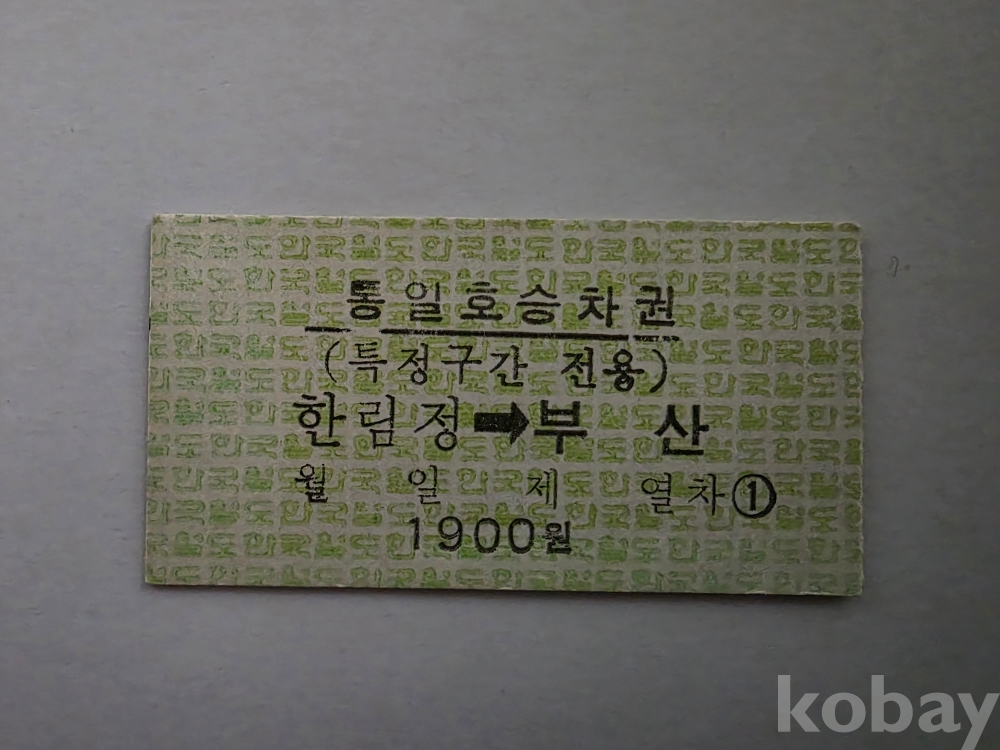 통일호승차권
(특정구간 전용)
한림정➡부 산
월 일 제 열차①
1900원
kobay